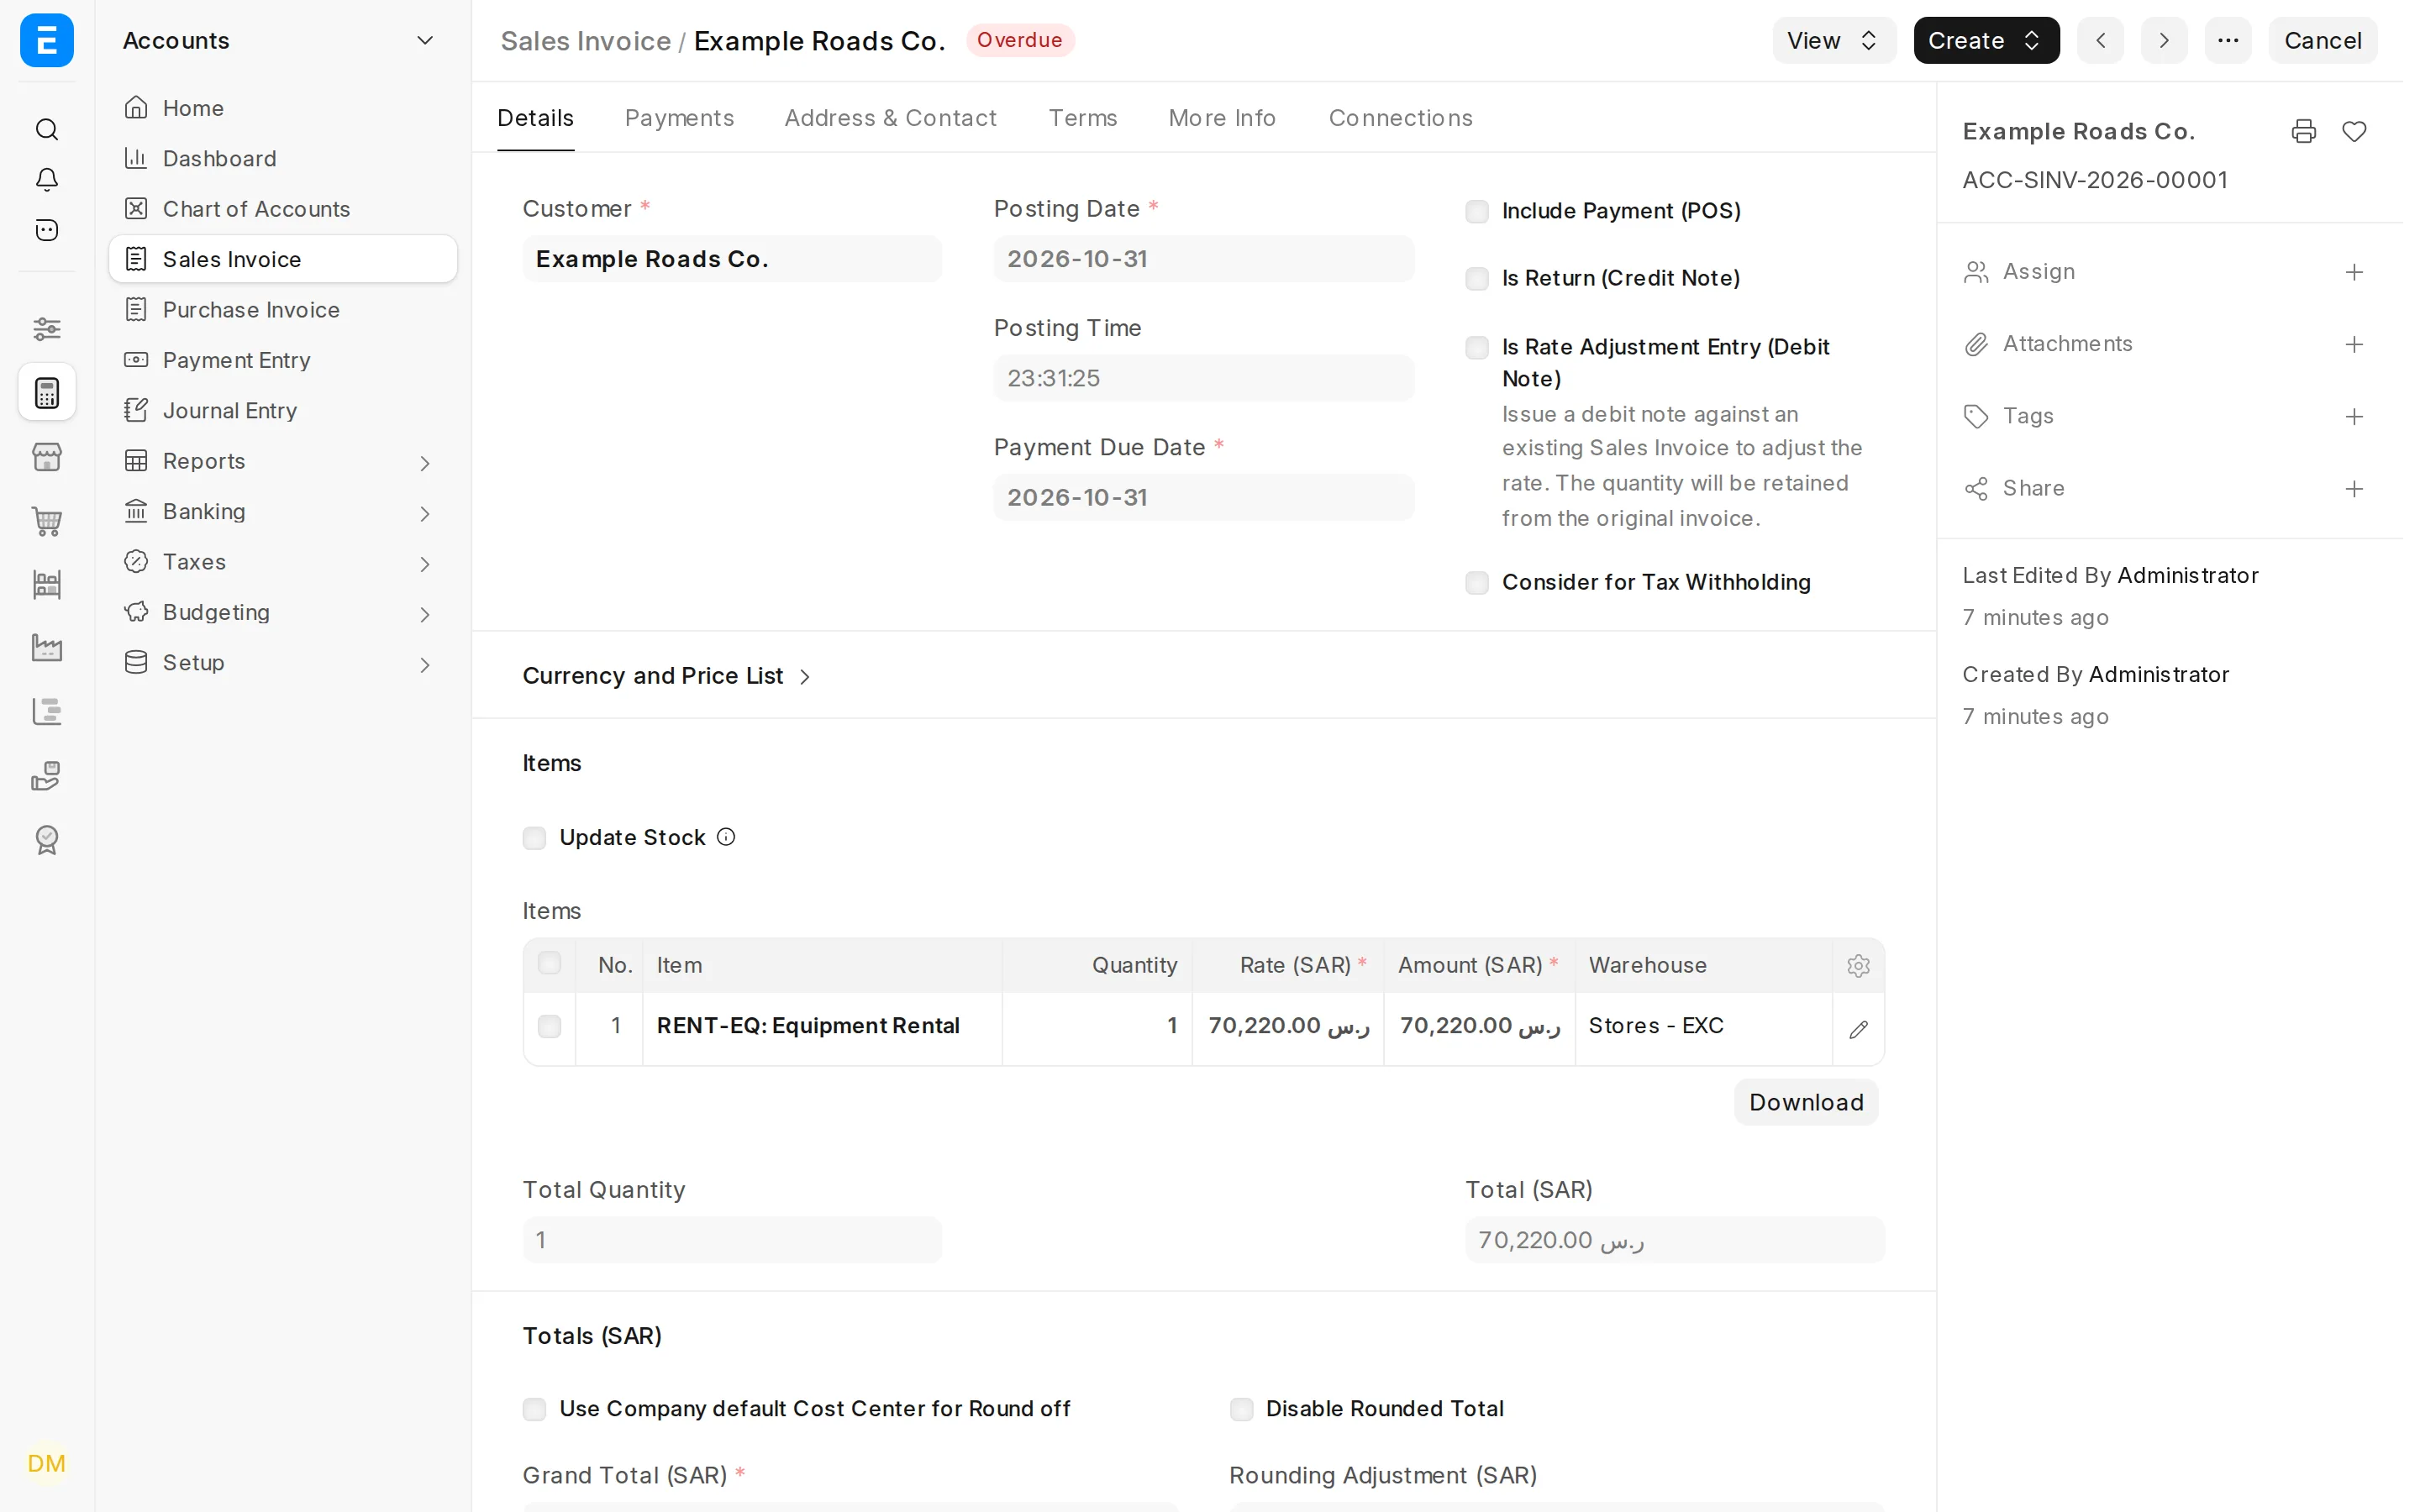 Accounts
Home
Dashboard
Chart of Accounts
Sales Invoice
Purchase Invoice
Payment Entry
Journal Entry
Reports
Banking
Taxes
Budgeting
Setup
DM
Sales Invoice / Example Roads Co. Overdue
View Create ... Cancel
Details Payments Address & Contact Terms More Info Connections
Customer *
Example Roads Co.
Posting Date *
2026-10-31
Posting Time
23:31:25
Payment Due Date *
2026-10-31
Include Payment (POS)
Is Return (Credit Note)
Is Rate Adjustment Entry (Debit
Note)
Issue a debit note against an
existing Sales Invoice to adjust the
rate. The quantity will be retained
from the original invoice.
Consider for Tax Withholding
Currency and Price List
Items
Update Stock
Items
No. Item Quantity Rate (SAR) * Amount (SAR) * Warehouse
1 RENT-EQ: Equipment Rental 1 70,220.00 ر.س 70,220.00 ر.س Stores - EXC
Download
Total Quantity
1
Total (SAR)
70,220.00 ر.س
Totals (SAR)
Use Company default Cost Center for Round off
Disable Rounded Total
Grand Total (SAR) *
Rounding Adjustment (SAR)
Example Roads Co.
ACC-SINV-2026-00001
Assign
Attachments
Tags
Share
Last Edited By Administrator
7 minutes ago
Created By Administrator
7 minutes ago